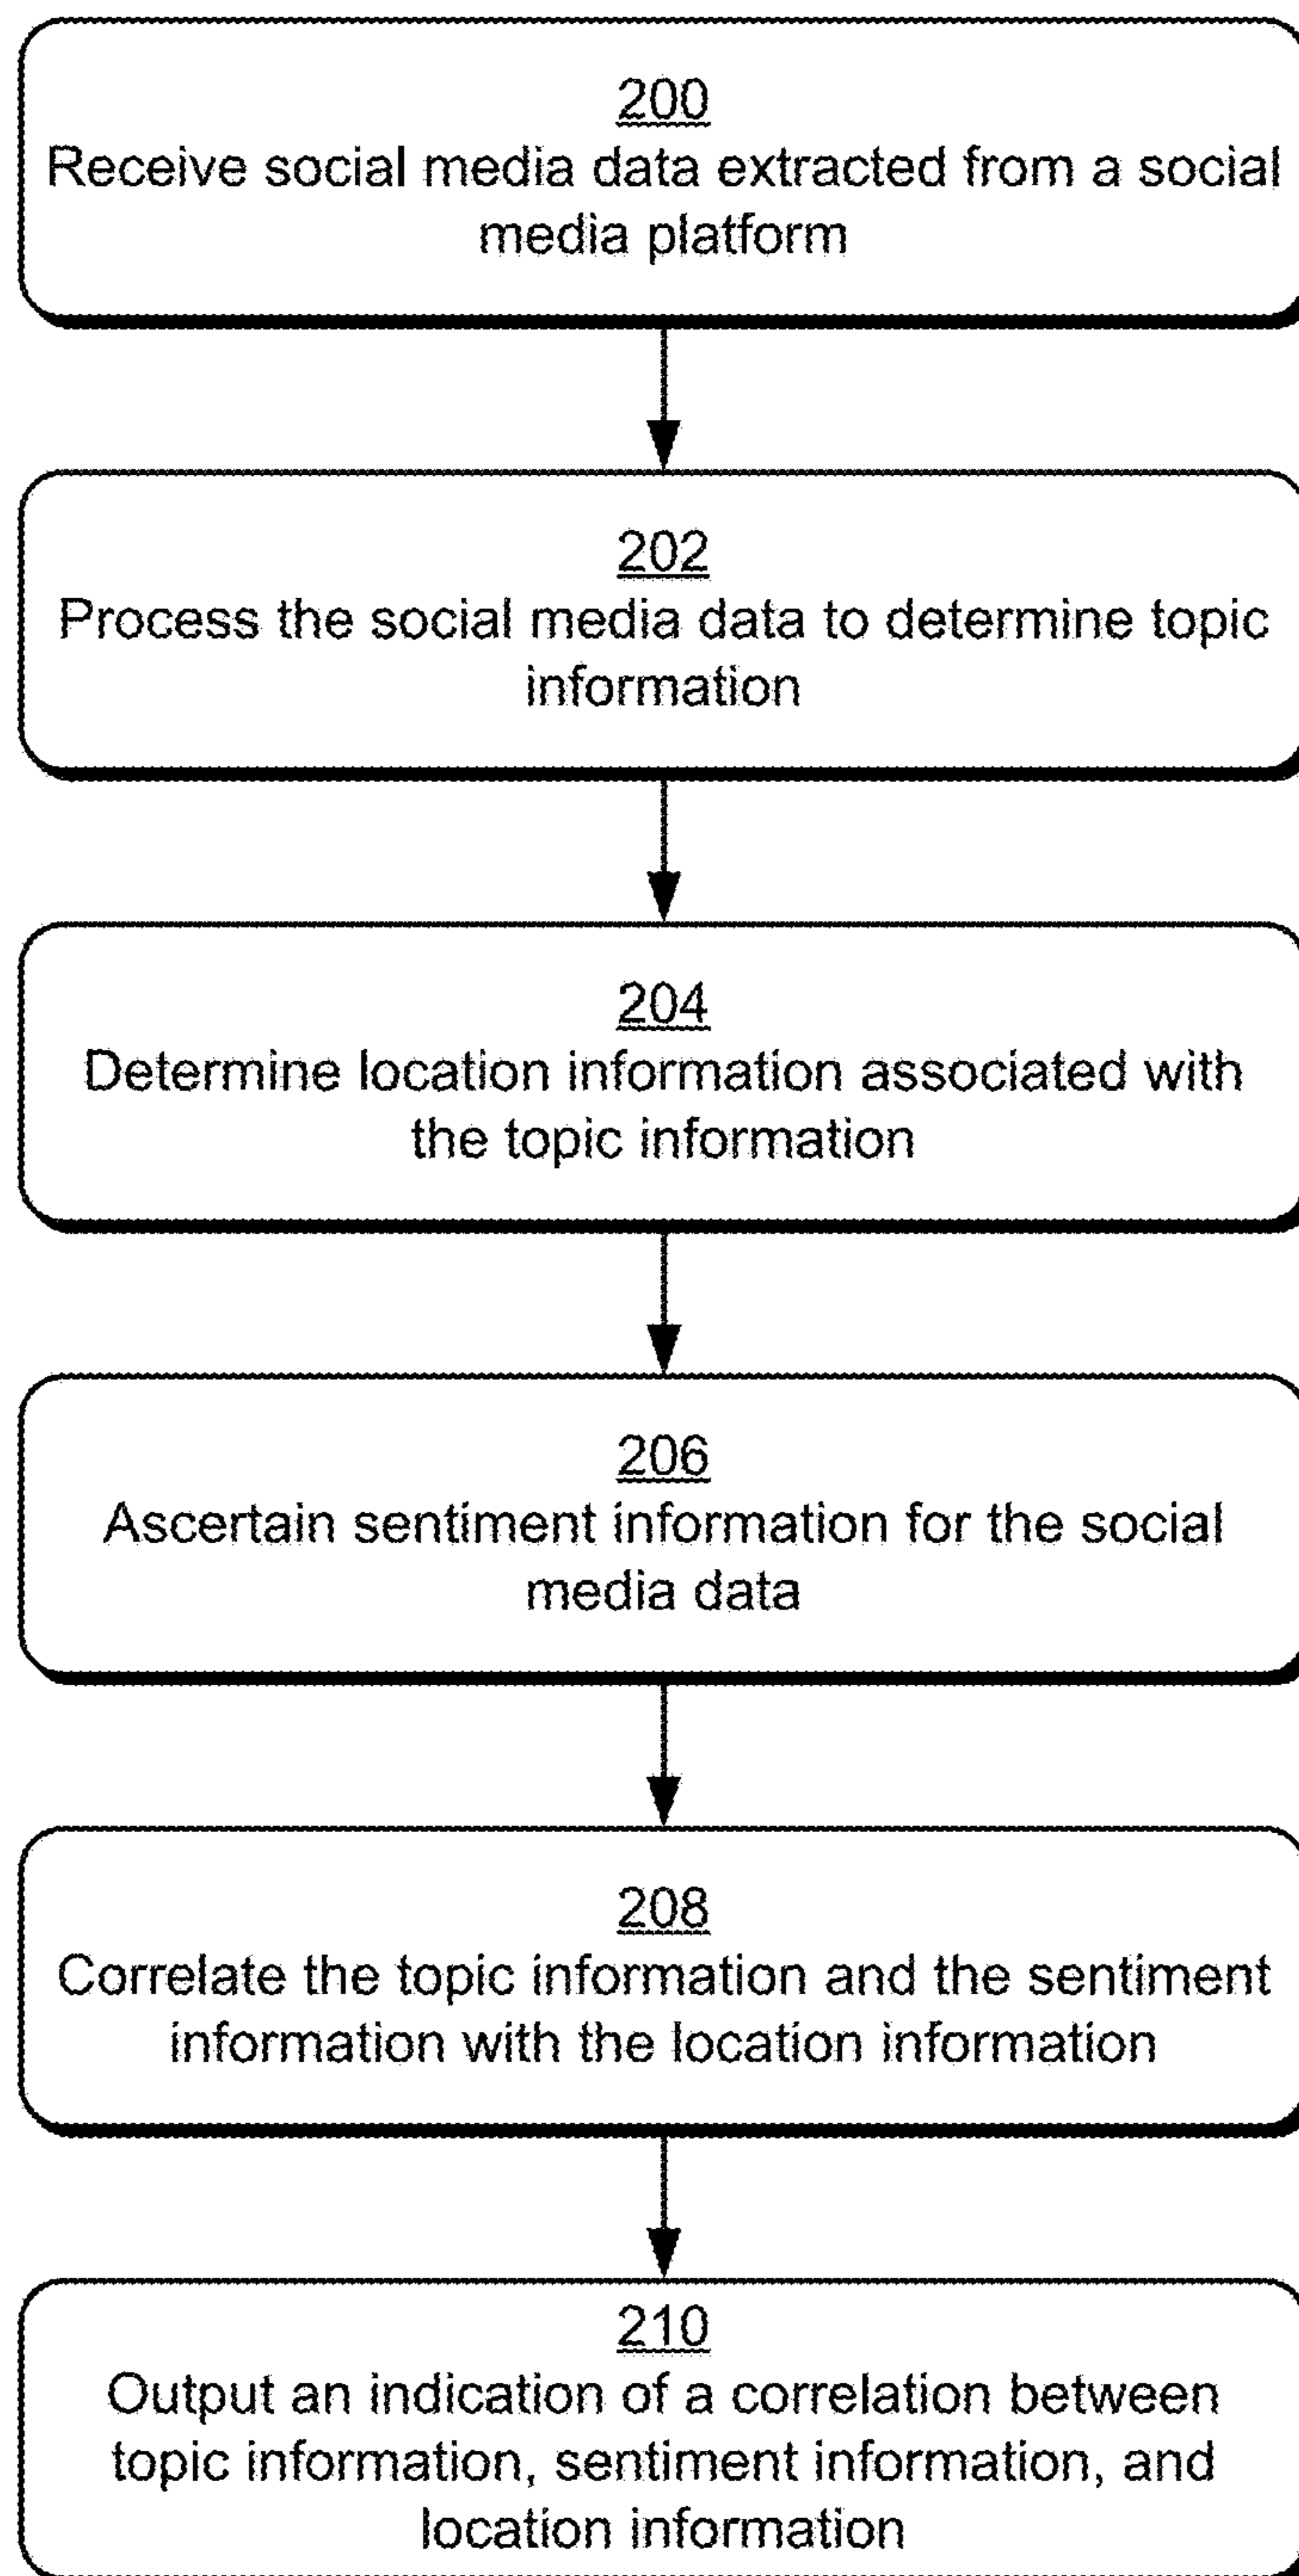 200
Receive social media data extracted from a social
media platform
202
Process the social media data to determine topic
information
204
Determine location information associated with
the topic information
206
Ascertain sentiment information for the social
media data
208
Correlate the topic information and the sentiment
information with the location information
210
Output an indication of a correlation between
topic information, sentiment information, and
location information